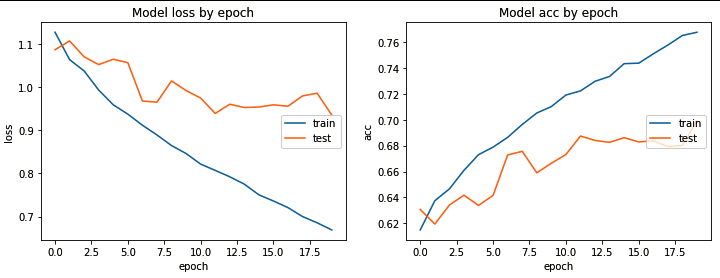 Model loss by epoch
1.1
1.0
0.9
0.8
0.7
loss
0.0 2.5 5.0 7.5 10.0 12.5 15.0 17.5
epoch
train
test
Model acc by epoch
0.76
0.74
0.72
0.70
0.68
0.66
0.64
0.62
acc
0.0 2.5 5.0 7.5 10.0 12.5 15.0 17.5
epoch
train
test